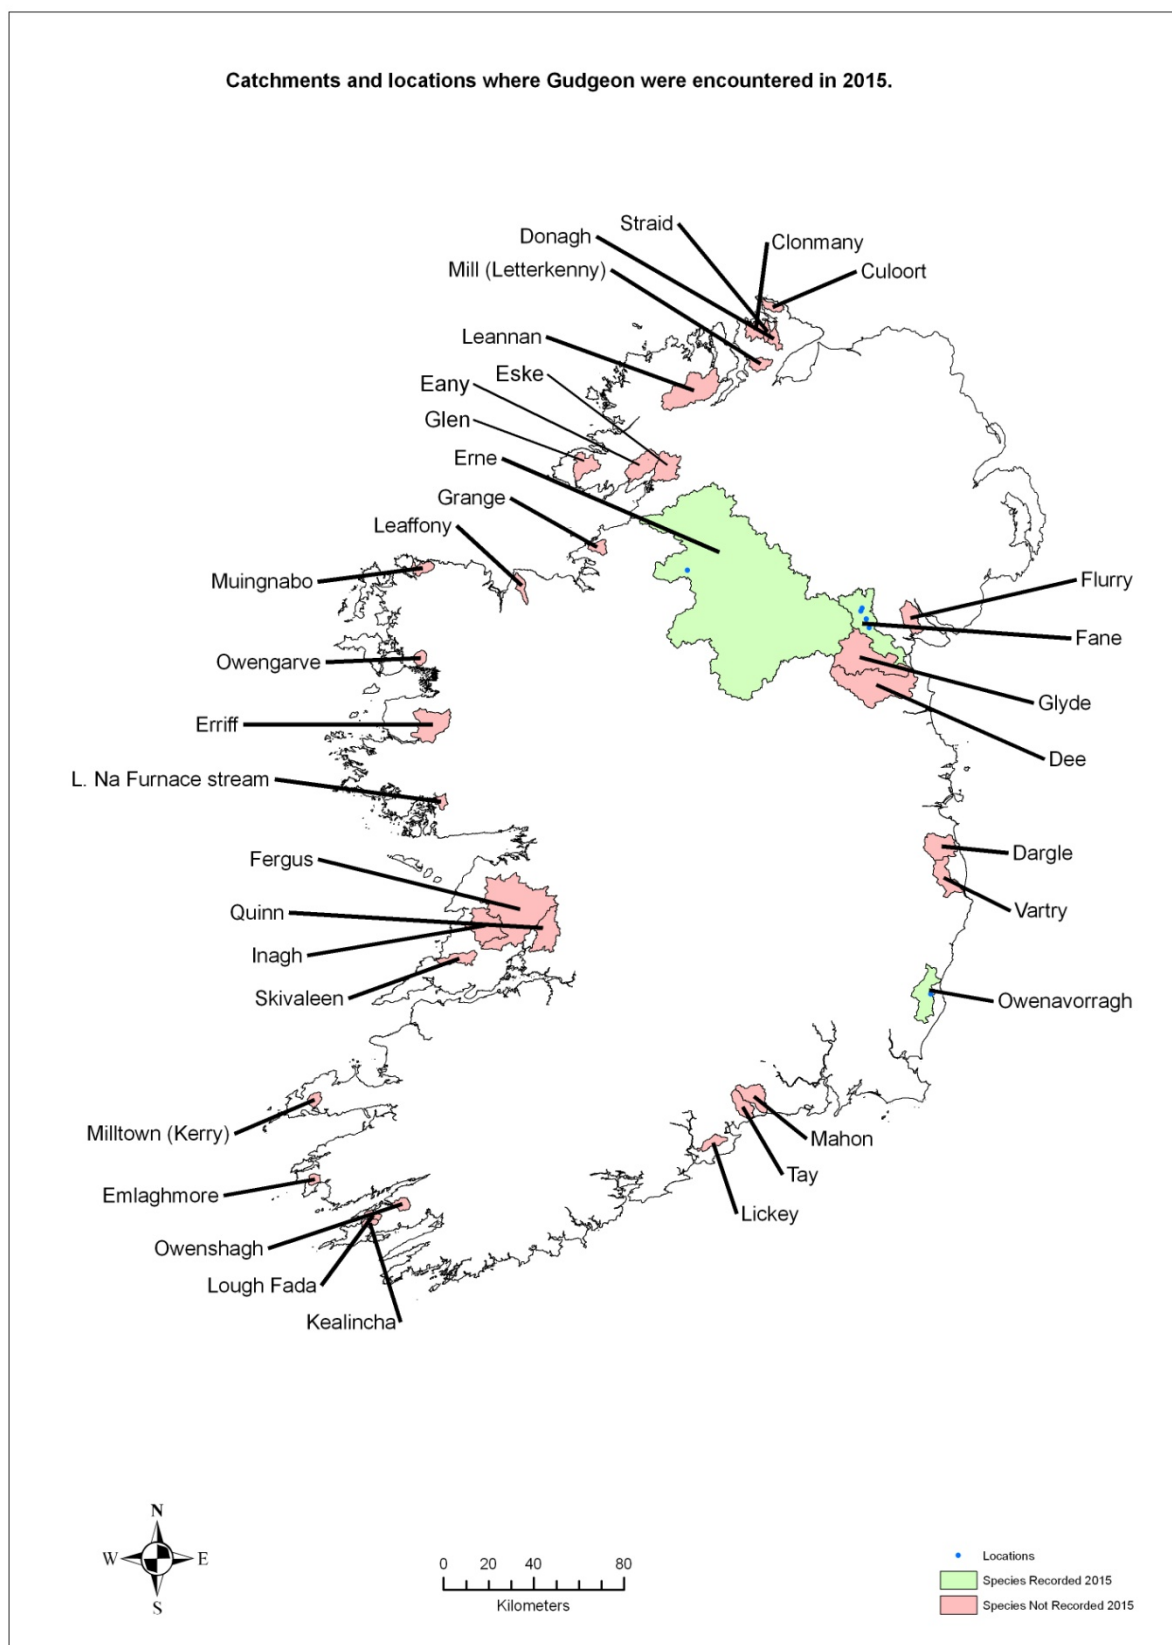 Catchments and locations where Gudgeon were encountered in 2015.
Straid
Donagh
Clonmany
Mill (Letterkenny)
Culoort
Leannan
Eske
Eany
Glen
Erne
Grange
Leaffony
Muingnabo
Flurry
Fane
Owengarve
Glyde
Erriff
Dee
L. Na Furnace stream
Fergus
Dargle
Quinn
Vartry
Inagh
Skivaleen
Owenavorragh
Milltown (Kerry)
Mahon
Tay
Emlaghmore
Lickey
Owenshagh
Lough Fada
Kealincha
N
W E
S
0 20 40 80
Kilometers
Locations
Species Recorded 2015
Species Not Recorded 2015